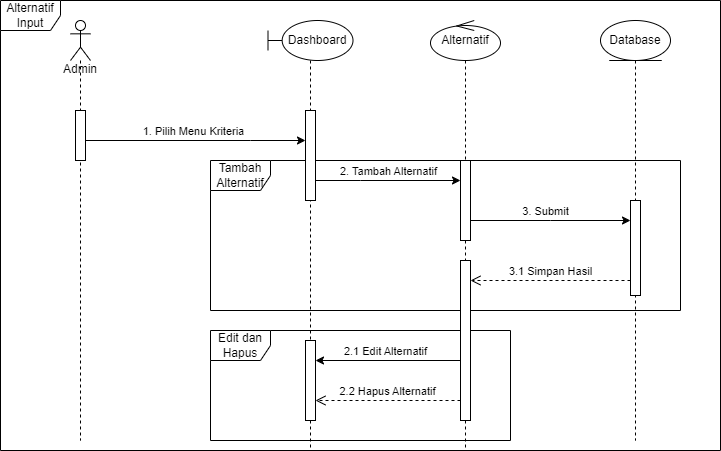 Alternatif
Input
Admin
Dashboard
Alternatif
Database
1. Pilih Menu Kriteria
Tambah
Alternatif
2. Tambah Alternatif
3. Submit
3.1 Simpan Hasil
Edit dan
Hapus
2.1 Edit Alternatif
2.2 Hapus Alternatif